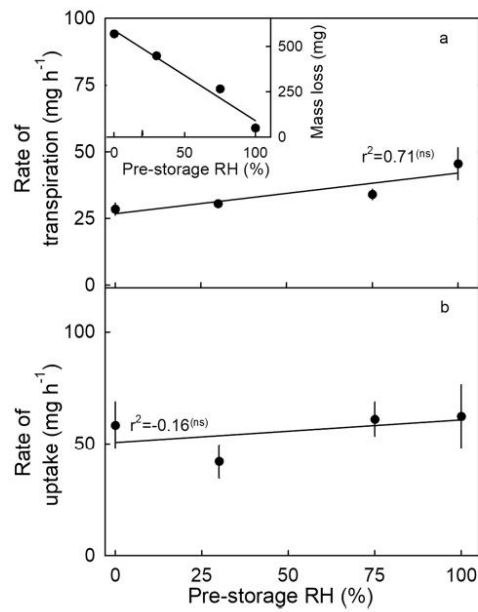 100
a
500
250
0
Mass loss (mg)
0
50
100
Pre-storage RH (%)
75
50
25
0
Rate of
transpiration (mg h⁻¹)
r²=0.71(ns)
b
100
50
0
Rate of
uptake (mg h⁻¹)
r²=-0.16(ns)
0
25
50
75
100
Pre-storage RH (%)